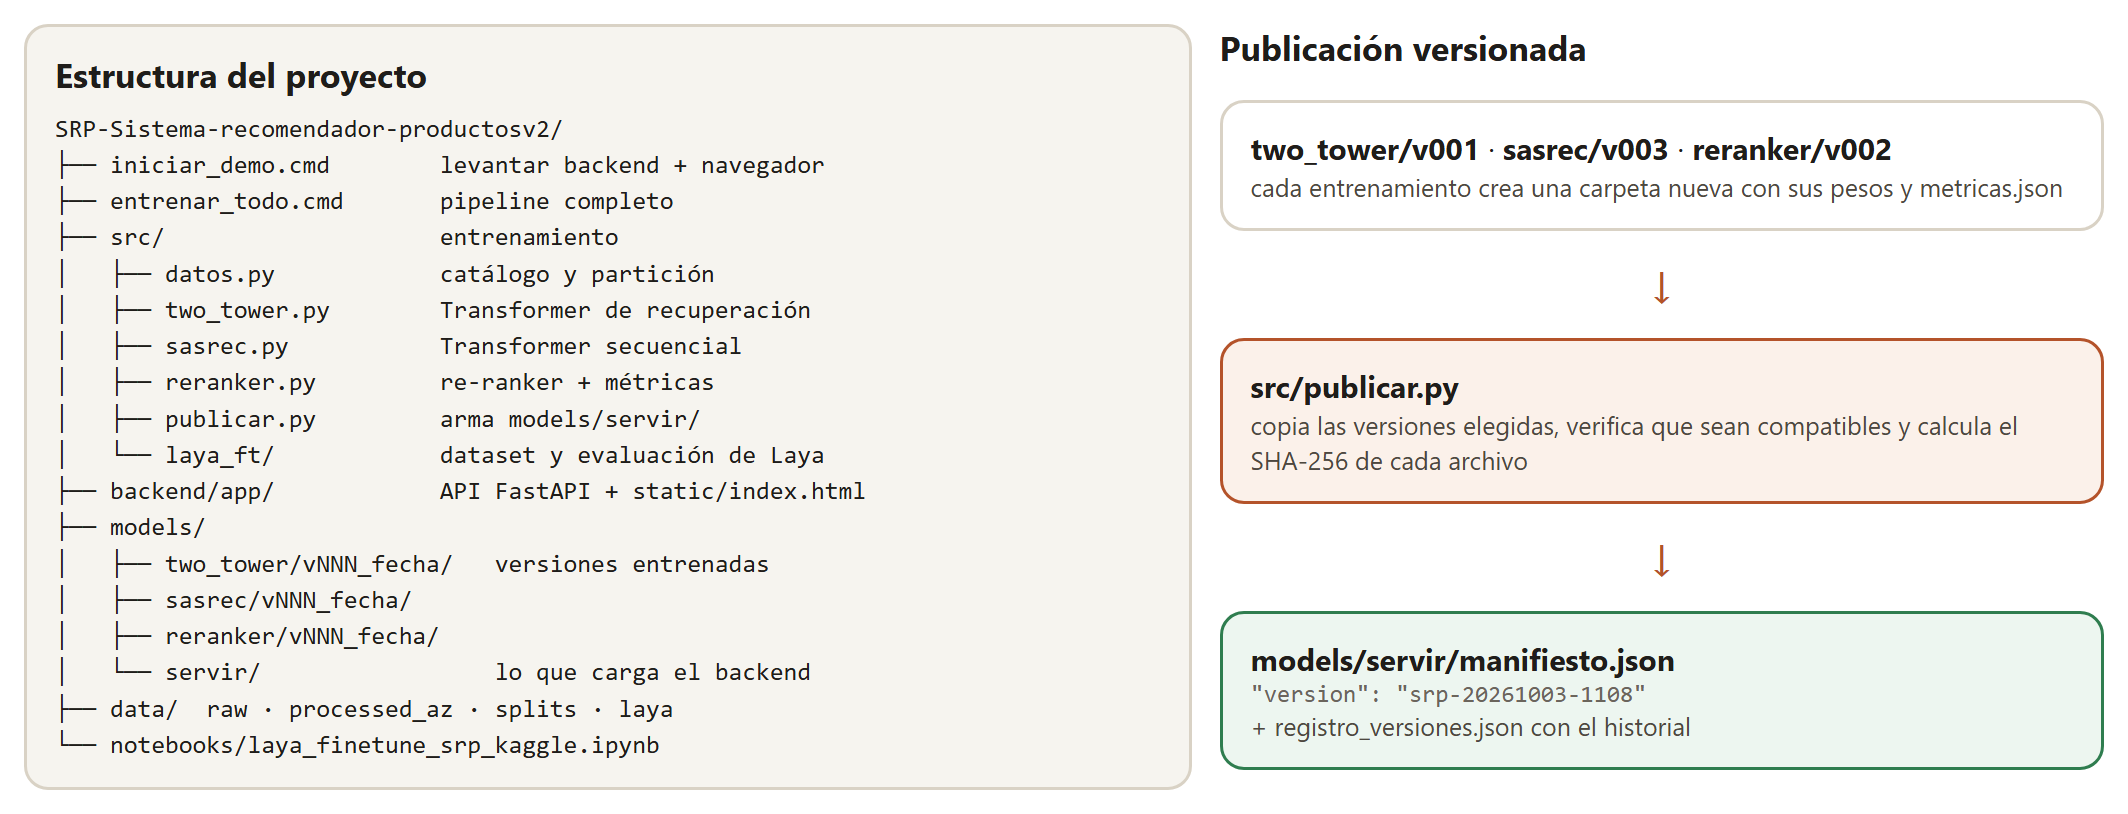 Estructura del proyecto
SRP-Sistema-recomendador-productosv2/
├── iniciar_demo.cmd        levantar backend + navegador
├── entrenar_todo.cmd       pipeline completo
├── src/                    entrenamiento
│   ├── datos.py            catálogo y partición
│   ├── two_tower.py        Transformer de recuperación
│   ├── sasrec.py           Transformer secuencial
│   ├── reranker.py         re-ranker + métricas
│   ├── publicar.py         arma models/servir/
│   └── laya_ft/            dataset y evaluación de Laya
├── backend/app/            API FastAPI + static/index.html
├── models/
│   ├── two_tower/vNNN_fecha/   versiones entrenadas
│   ├── sasrec/vNNN_fecha/
│   ├── reranker/vNNN_fecha/
│   └── servir/                 lo que carga el backend
├── data/  raw · processed_az · splits · laya
└── notebooks/laya_finetune_srp_kaggle.ipynb
Publicación versionada
two_tower/v001 · sasrec/v003 · reranker/v002
cada entrenamiento crea una carpeta nueva con sus pesos y metricas.json
↓
src/publicar.py
copia las versiones elegidas, verifica que sean compatibles y calcula el
SHA-256 de cada archivo
↓
models/servir/manifiesto.json
"version": "srp-20261003-1108"
+ registro_versiones.json con el historial